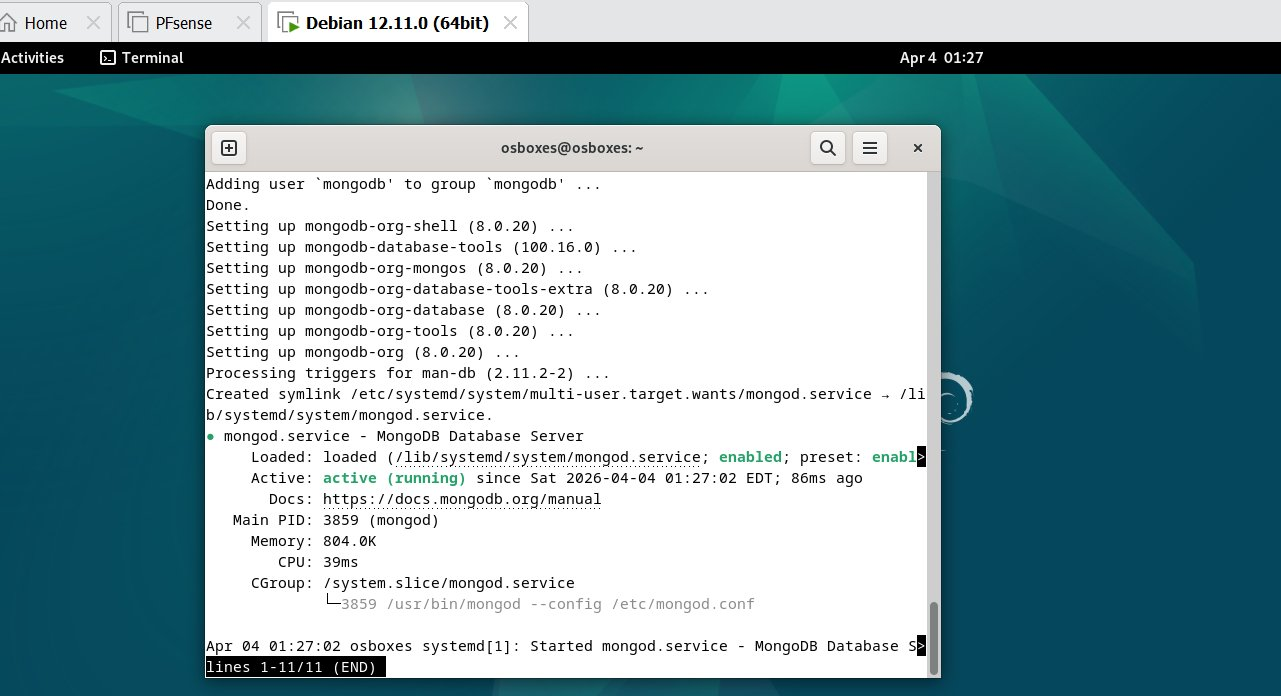 Home
PFsense
Debian 12.11.0 (64bit)
Activities
Terminal
Apr 4 01:27
osboxes@osboxes: ~
Adding user `mongodb' to group `mongodb' ...
Done.
Setting up mongodb-org-shell (8.0.20) ...
Setting up mongodb-database-tools (100.16.0) ...
Setting up mongodb-org-mongos (8.0.20) ...
Setting up mongodb-org-database-tools-extra (8.0.20) ...
Setting up mongodb-org-database (8.0.20) ...
Setting up mongodb-org-tools (8.0.20) ...
Setting up mongodb-org (8.0.20) ...
Processing triggers for man-db (2.11.2-2) ...
Created symlink /etc/systemd/system/multi-user.target.wants/mongod.service → /li
b/systemd/system/mongod.service.
● mongod.service - MongoDB Database Server
Loaded: loaded (/lib/systemd/system/mongod.service; enabled; preset: enabl>
Active: active (running) since Sat 2026-04-04 01:27:02 EDT; 86ms ago
Docs: https://docs.mongodb.org/manual
Main PID: 3859 (mongod)
Memory: 804.0K
CPU: 39ms
CGroup: /system.slice/mongod.service
└─3859 /usr/bin/mongod --config /etc/mongod.conf
Apr 04 01:27:02 osboxes systemd[1]: Started mongod.service - MongoDB Database S>
lines 1-11/11 (END)